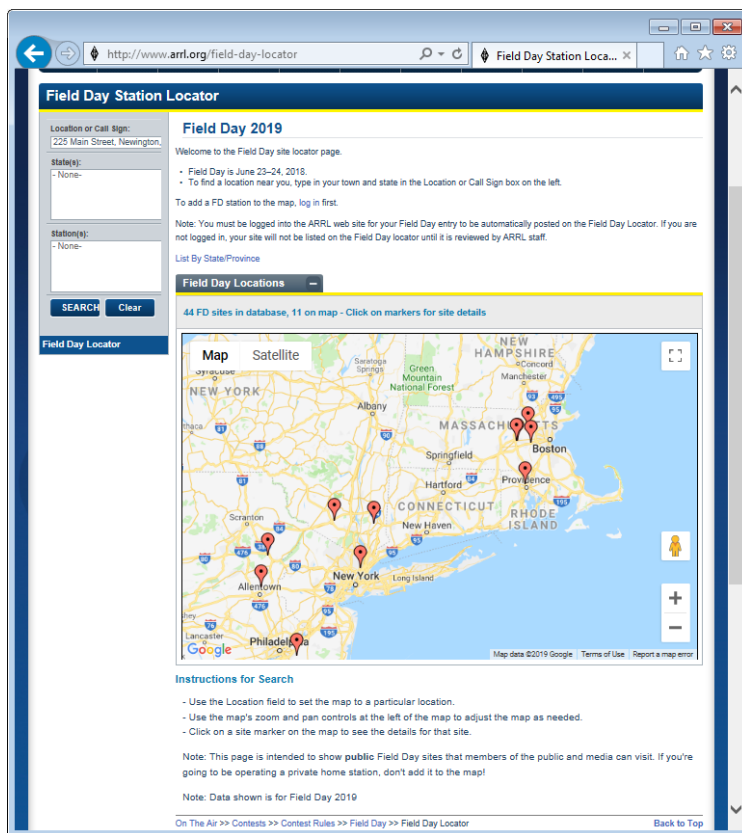 http://www.arrl.org/field-day-locator
Field Day Station Loca...
Field Day Station Locator
Location or Call Sign:
225 Main Street, Newington,
State(s):
- None-
Station(s):
- None-
SEARCH Clear
Field Day Locator
Field Day 2019
Welcome to the Field Day site locator page.
• Field Day is June 23–24, 2018.
• To find a location near you, type in your town and state in the Location or Call Sign box on the left.
To add a FD station to the map, log in first.
Note: You must be logged into the ARRL web site for your Field Day entry to be automatically posted on the Field Day Locator. If you are
not logged in, your site will not be listed on the Field Day locator until it is reviewed by ARRL staff.
List By State/Province
Field Day Locations
44 FD sites in database, 11 on map - Click on markers for site details
Map Satellite
NEW
HAMPSHIRE
Concord
Manchester
Saratoga
Springs
Green
Mountain
National Forest
Syracuse
NEW YORK
Albany
MASSACH TTS
Boston
Springfield
Hartford
Providence
CONNECTICUT
RHODE
ISLAND
New Haven
Scranton
New York
Long Island
Allentown
Lancaster
Philadelp a
Google
Map data ©2019 Google Terms of Use Report a map error
Instructions for Search
- Use the Location field to set the map to a particular location.
- Use the map's zoom and pan controls at the left of the map to adjust the map as needed.
- Click on a site marker on the map to see the details for that site.
Note: This page is intended to show public Field Day sites that members of the public and media can visit. If you're
going to be operating a private home station, don't add it to the map!
Note: Data shown is for Field Day 2019
On The Air >> Contests >> Contest Rules >> Field Day >> Field Day Locator
Back to Top